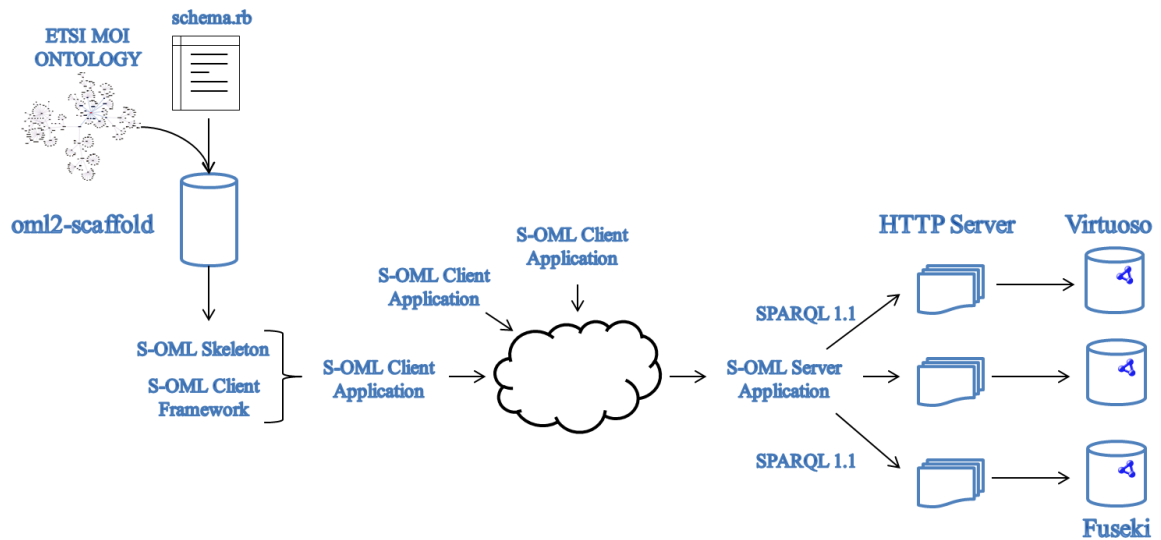 schema.rb
ETSI MOI
ONTOLOGY
oml2-scaffold
S-OML Skeleton
S-OML Client
Framework
S-OML Client
Application
S-OML Client
Application
S-OML Client
Application
HTTP Server
Virtuoso
SPARQL 1.1
S-OML Server
Application
SPARQL 1.1
Fuseki